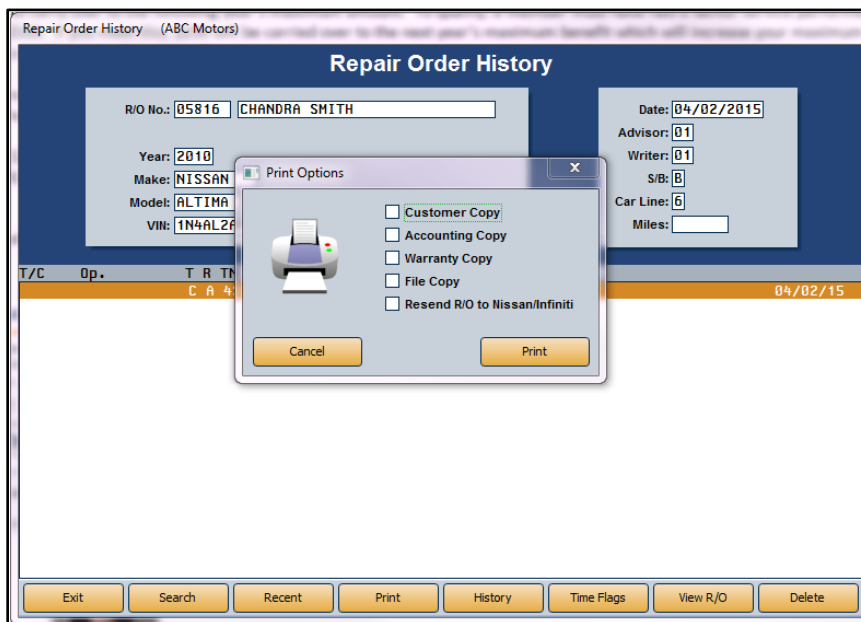 Repair Order History (ABC Motors)
Repair Order History
R/O No.: 05816 CHANDRA SMITH
Date: 04/02/2015
Advisor: 01
Year: 2010
Writer: 01
Make: NISSAN
S/B: B
Model: ALTIMA
Car Line: 6
VIN: 1N4AL2
Miles:
Print Options
X
Customer Copy
Accounting Copy
Warranty Copy
File Copy
Resend R/O to Nissan/Infiniti
Cancel Print
T/C Op. T R
C A 4 04/02/15
Exit Search Recent Print History Time Flags View R/O Delete